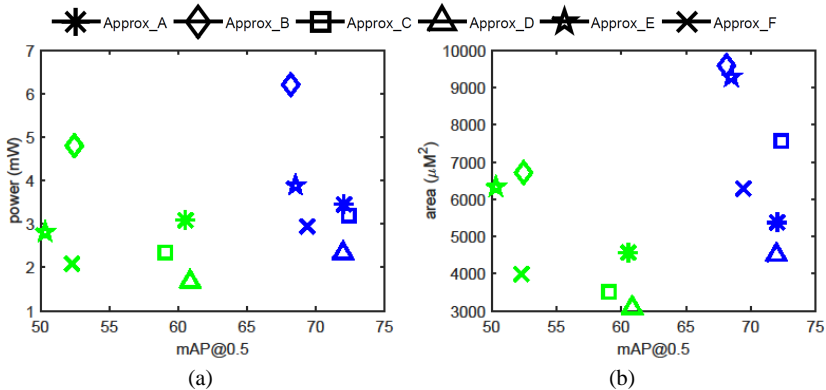 Approx_A Approx_B Approx_C Approx_D Approx_E Approx_F
power (mW)
7
6
5
4
3
2
1
50 55 60 65 70 75
mAP@0.5
(a)
area (μM²)
10000
9000
8000
7000
6000
5000
4000
3000
50 55 60 65 70 75
mAP@0.5
(b)